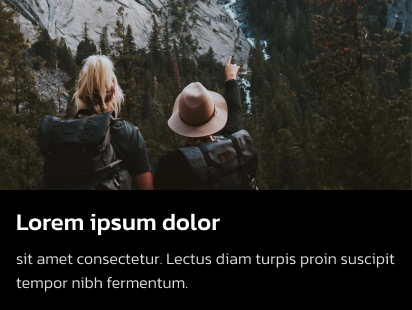 Lorem ipsum dolor
sit amet consectetur. Lectus diam turpis proin suscipit
tempor nibh fermentum.